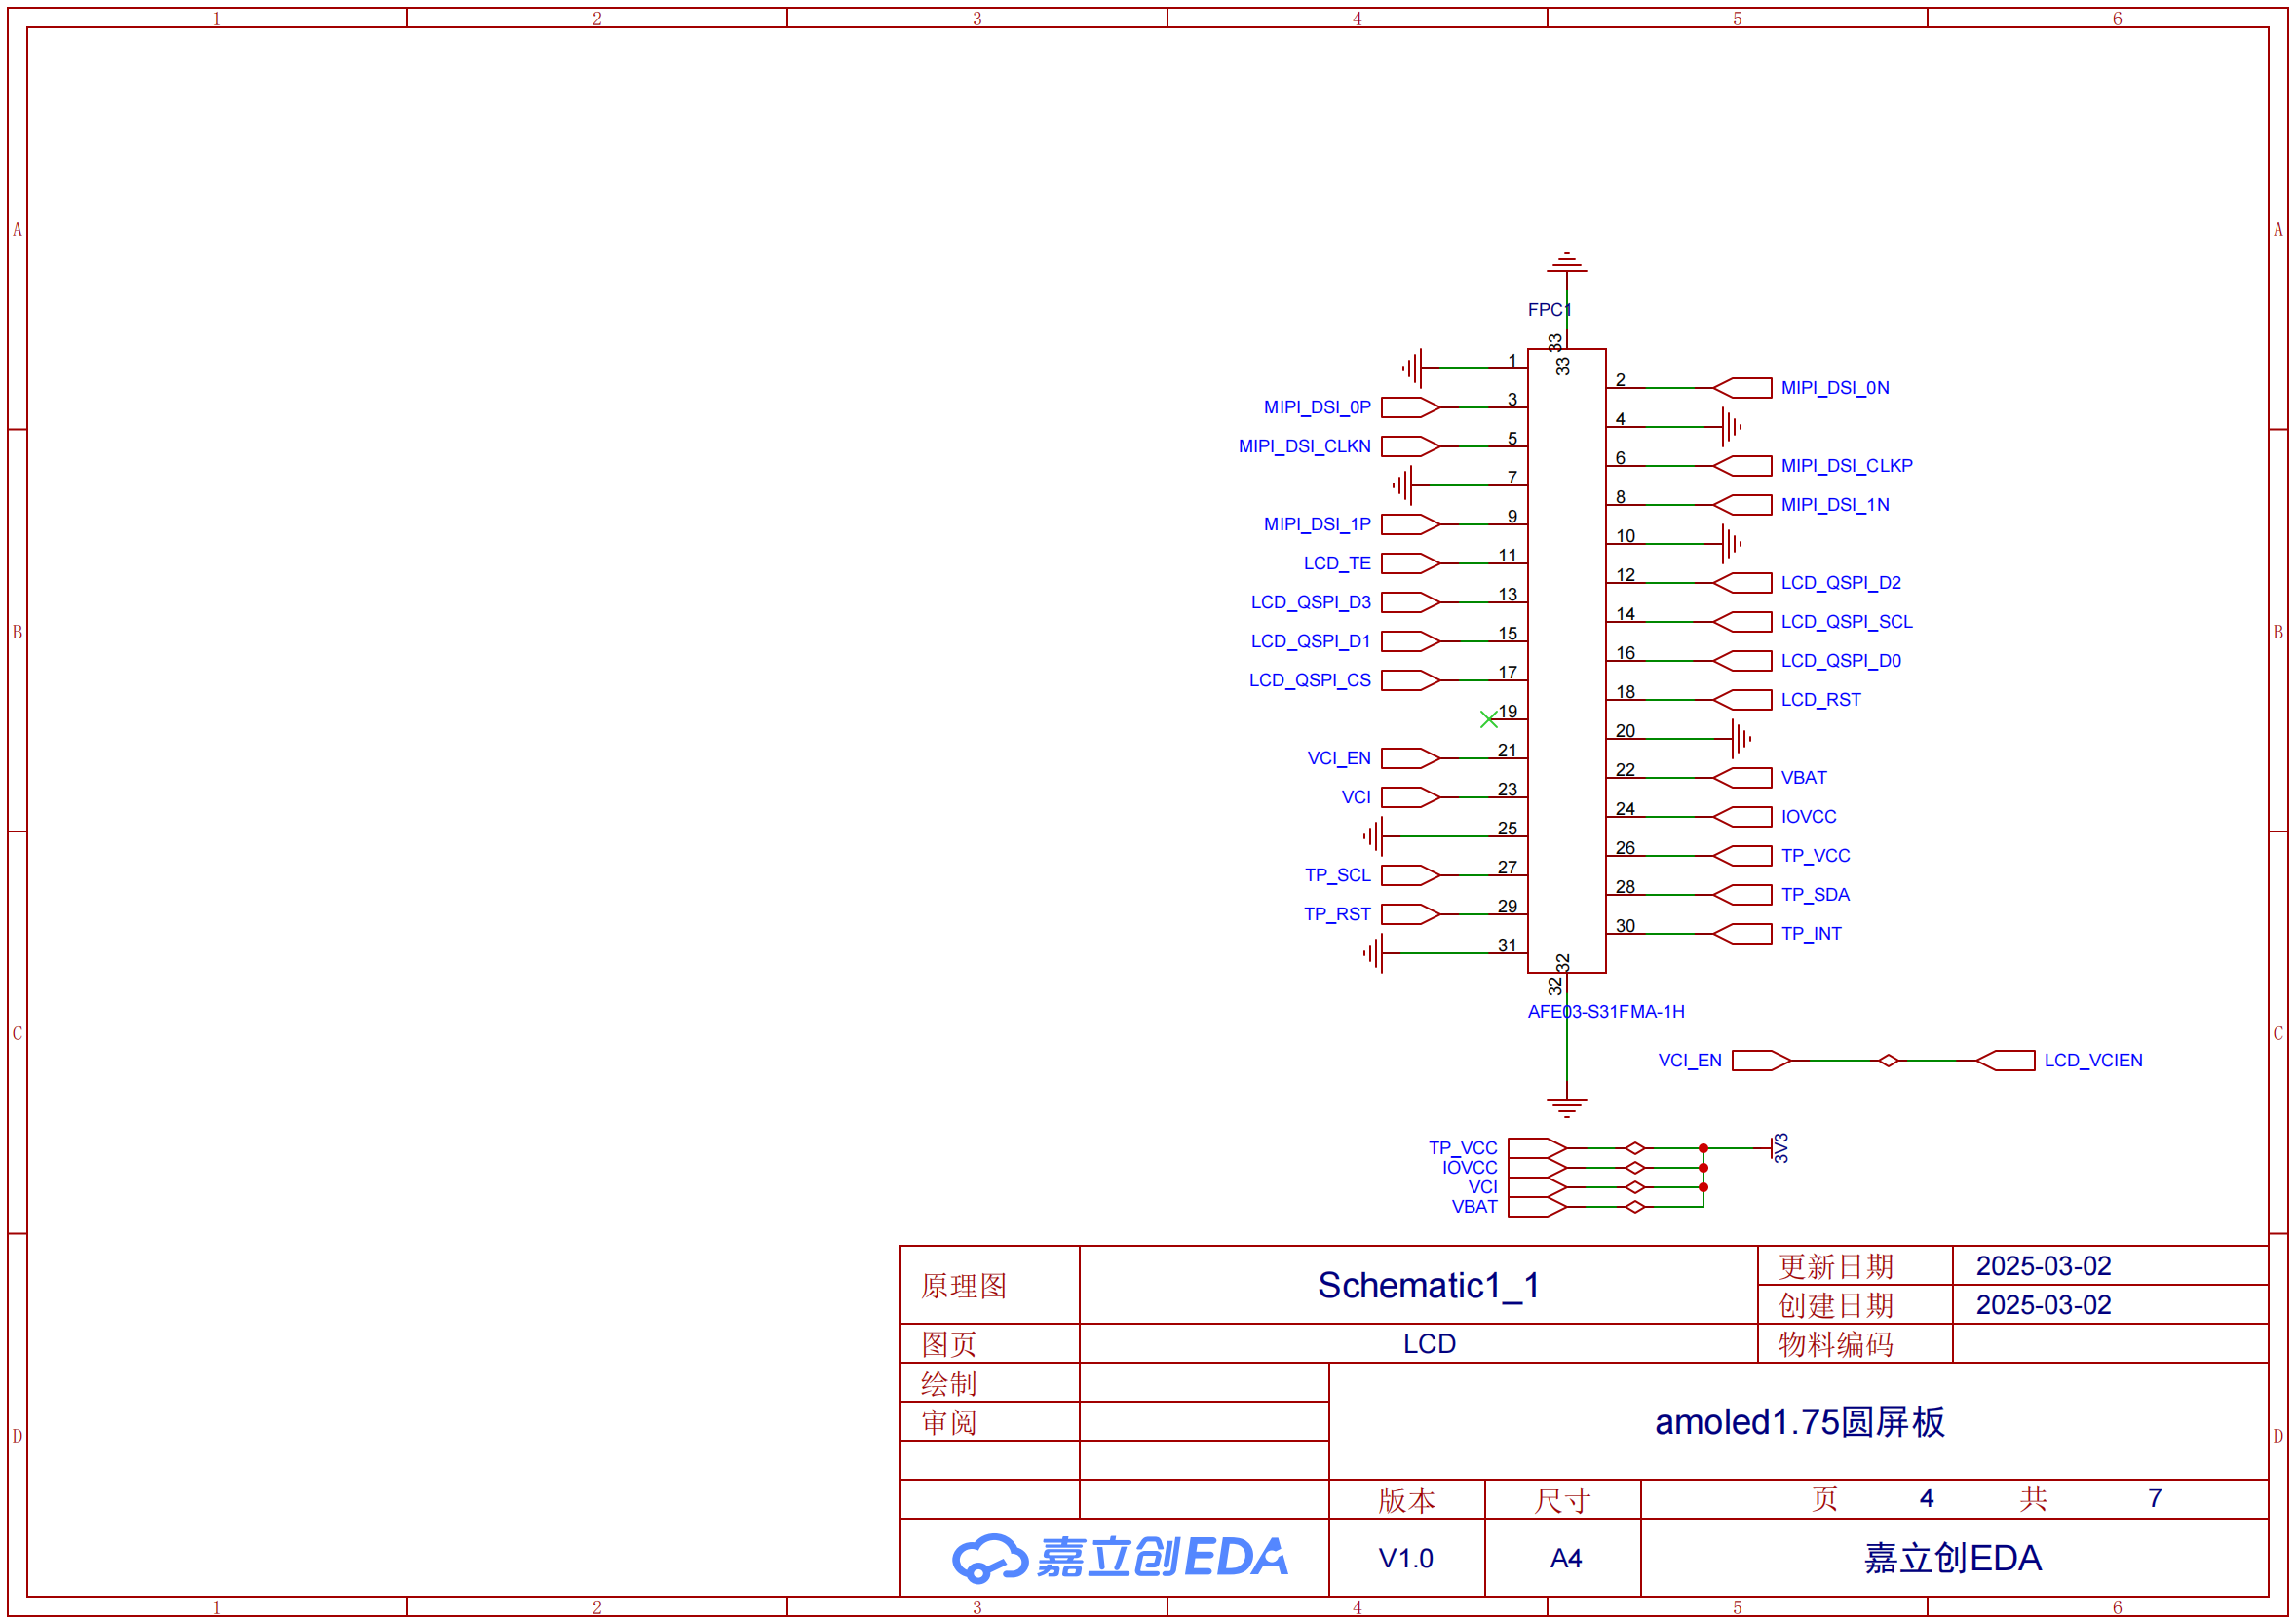 1 2 3 4 5 6
A A
B B
C C
D D
FPC1
33
33
1
2 MIPI_DSI_0N
MIPI_DSI_0P 3
4
MIPI_DSI_CLKN 5
6 MIPI_DSI_CLKP
7
8 MIPI_DSI_1N
MIPI_DSI_1P 9
10
LCD_TE 11
12 LCD_QSPI_D2
LCD_QSPI_D3 13
14 LCD_QSPI_SCL
LCD_QSPI_D1 15
16 LCD_QSPI_D0
LCD_QSPI_CS 17
18 LCD_RST
19
20
VCI_EN 21
22 VBAT
VCI 23
24 IOVCC
25
26 TP_VCC
TP_SCL 27
28 TP_SDA
TP_RST 29
30 TP_INT
31
32
32
AFE03-S31FMA-1H
VCI_EN LCD_VCIEN
TP_VCC 3V3
IOVCC
VCI
VBAT
原理图 Schematic1_1 更新日期 2025-03-02
创建日期 2025-03-02
图页 LCD 物料编码
绘制
审阅
amoled1.75圆屏板
版本 尺寸 页 4 共 7
嘉立创EDA V1.0 A4 嘉立创EDA
1 2 3 4 5 6